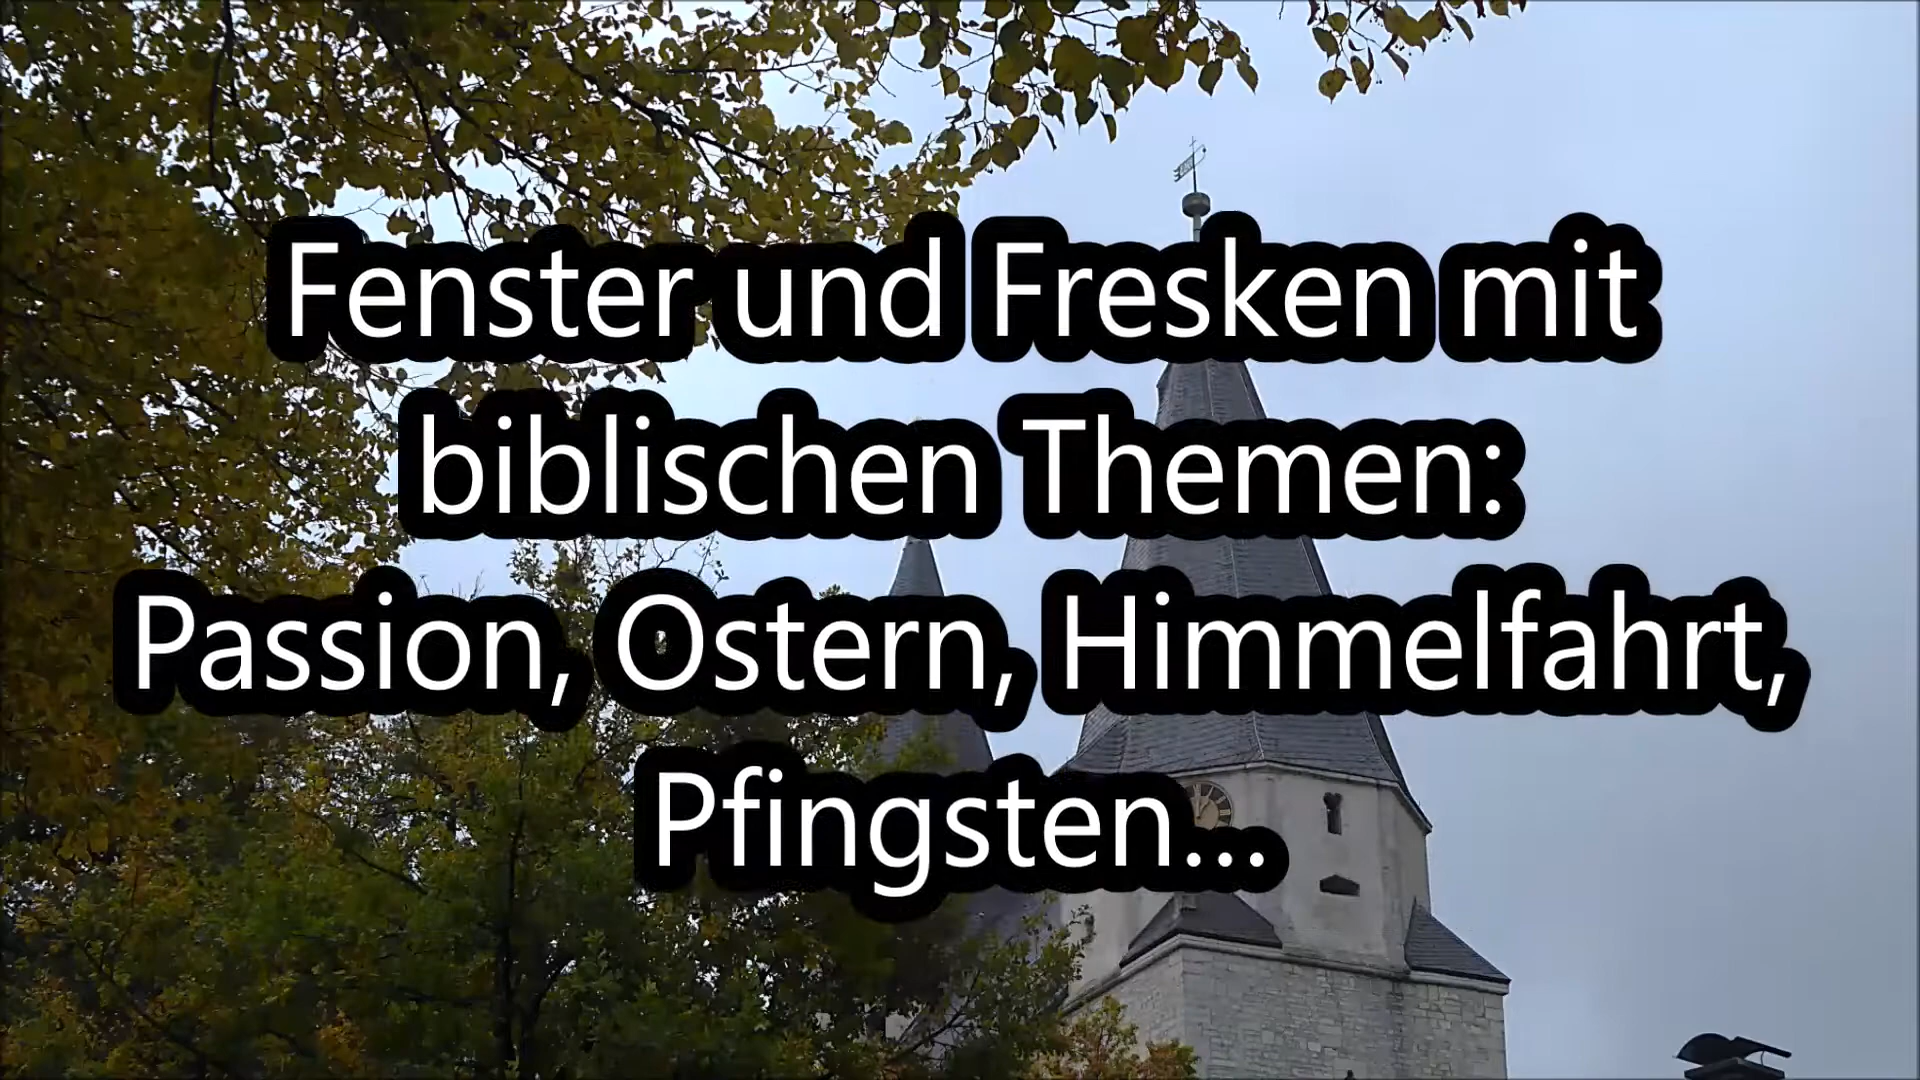 Fenster und Fresken mit
biblischen Themen:
Passion, Ostern, Himmelfahrt,
Pfingsten...